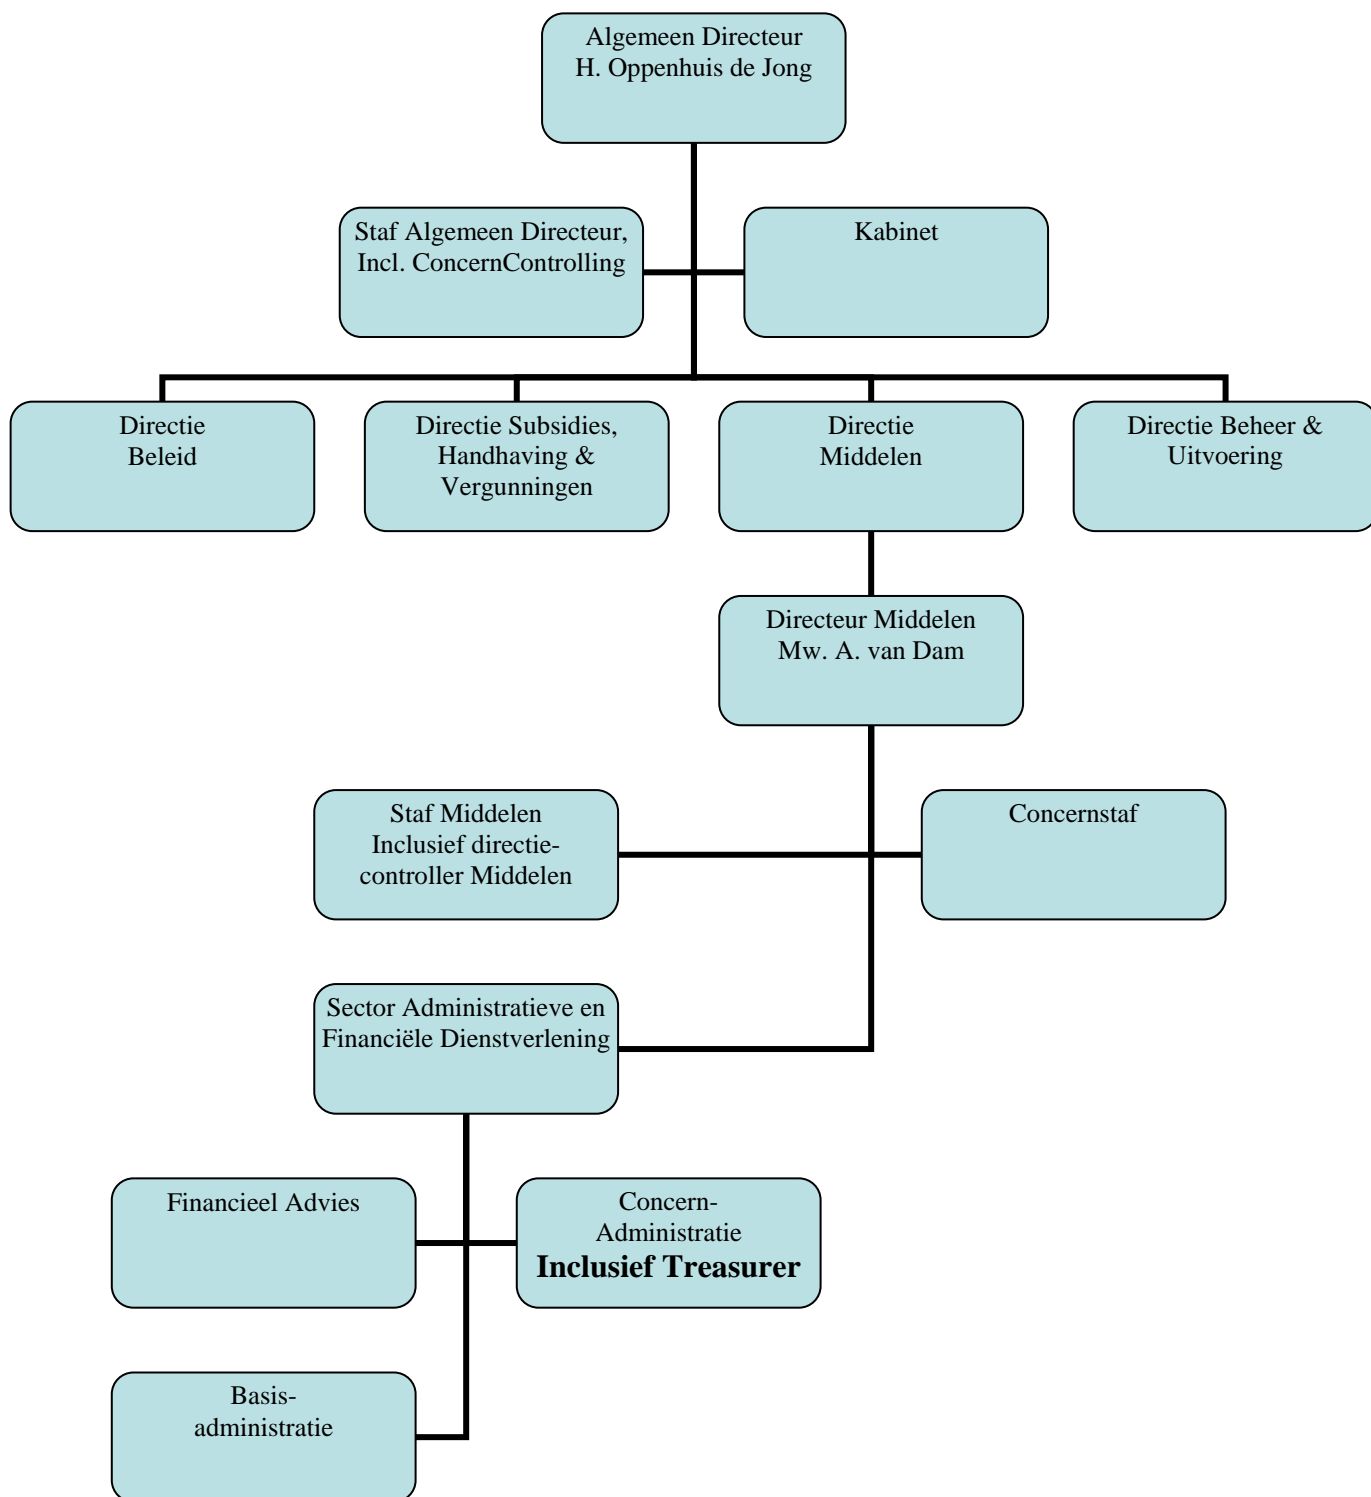 Algemeen Directeur
H. Oppenhuis de Jong
Staf Algemeen Directeur,
Incl. ConcernControlling
Kabinet
Directie
Beleid
Directie Subsidies,
Handhaving &
Vergunningen
Directie
Middelen
Directie Beheer &
Uitvoering
Directeur Middelen
Mw. A. van Dam
Staf Middelen
Inclusief directie-
controller Middelen
Concernstaf
Sector Administratieve en
Financiële Dienstverlening
Financieel Advies
Concern-
Administratie
Inclusief Treasurer
Basis-
administratie